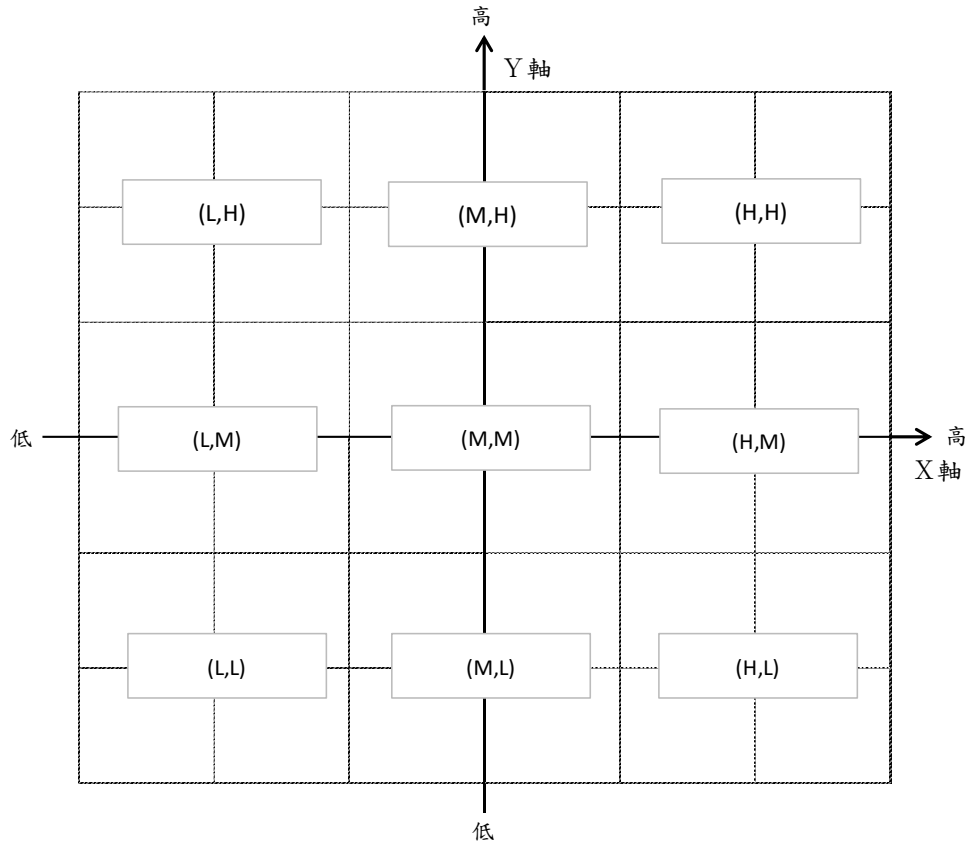 高
Y軸
(L,H) (M,H) (H,H)
低 (L,M) (M,M) (H,M) 高
X軸
(L,L) (M,L) (H,L)
低